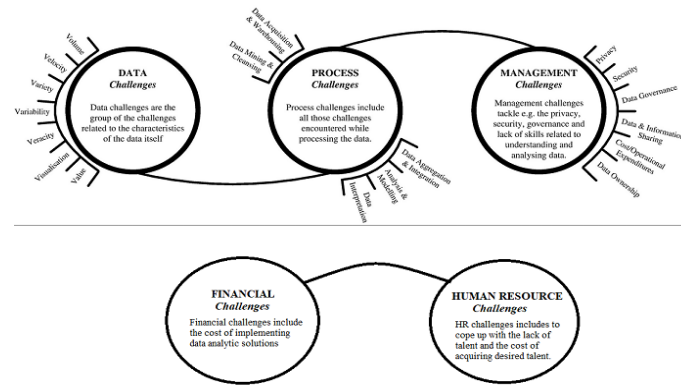 Volume
Velocity
Variety
Variability
Veracity
Visualisation
Value
DATA
Challenges
Data challenges are the
group of the challenges
related to the characteristics
of the data itself
Data Acquisition
& Warehousing
Data Mining &
Cleansing
PROCESS
Challenges
Process challenges include
all those challenges
encountered while
processing the data.
Data Aggregation
& Integration
Analysis &
Modelling
Data
Interpretation
MANAGEMENT
Challenges
Management challenges
tackle e.g. the privacy,
security, governance and
lack of skills related to
understanding and
analysing data.
Privacy
Security
Data Governance
Data & Information
Sharing
Cost/Operational
Expenditures
Data Ownership
FINANCIAL
Challenges
Financial challenges include
the cost of implementing
data analytic solutions
HUMAN RESOURCE
Challenges
HR challenges includes to
cope up with the lack of
talent and the cost of
acquiring desired talent.